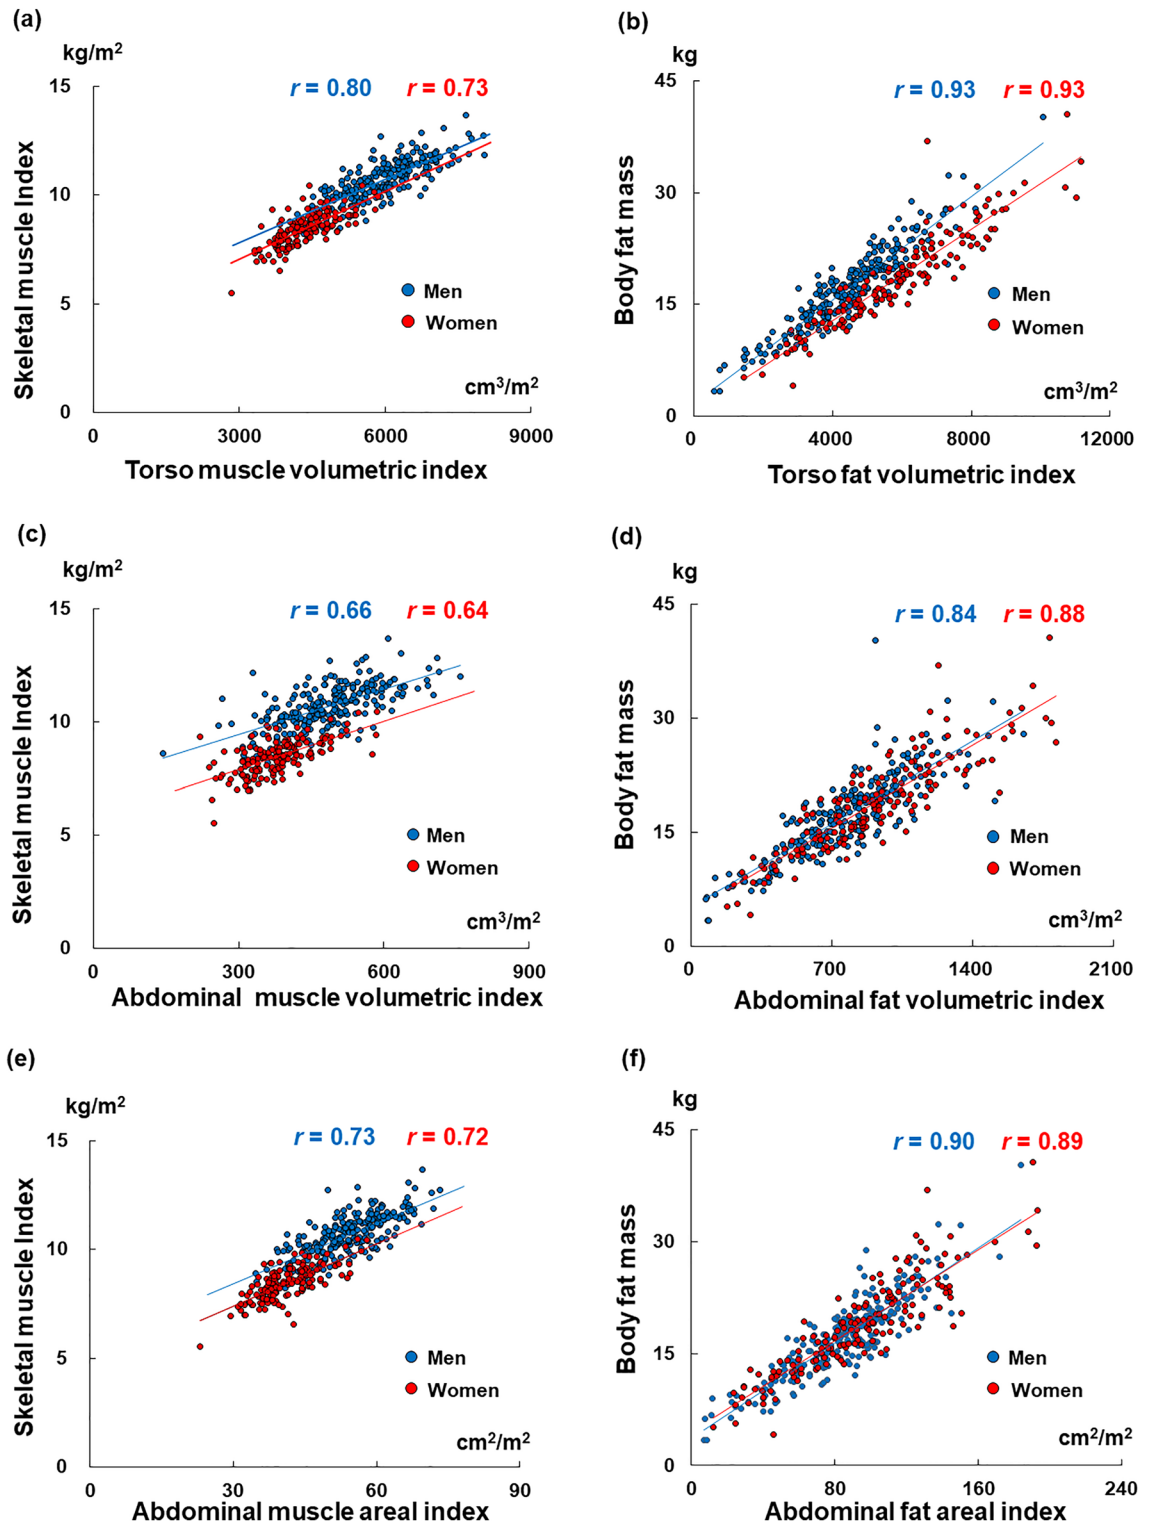 (a)
kg/m²
Skeletal muscle Index
15
10
5
0
r = 0.80 r = 0.73
Men
Women
cm³/m²
0 3000 6000 9000
Torso muscle volumetric index
(b)
kg
Body fat mass
45
30
15
0
r = 0.93 r = 0.93
Men
Women
cm³/m²
0 4000 8000 12000
Torso fat volumetric index
(c)
kg/m²
Skeletal muscle Index
15
10
5
0
r = 0.66 r = 0.64
Men
Women
cm³/m²
0 300 600 900
Abdominal muscle volumetric index
(d)
kg
Body fat mass
45
30
15
0
r = 0.84 r = 0.88
Men
Women
cm³/m²
0 700 1400 2100
Abdominal fat volumetric index
(e)
kg/m²
Skeletal muscle Index
15
10
5
0
r = 0.73 r = 0.72
Men
Women
cm²/m²
0 30 60 90
Abdominal muscle areal index
(f)
kg
Body fat mass
45
30
15
0
r = 0.90 r = 0.89
Men
Women
cm²/m²
0 80 160 240
Abdominal fat areal index